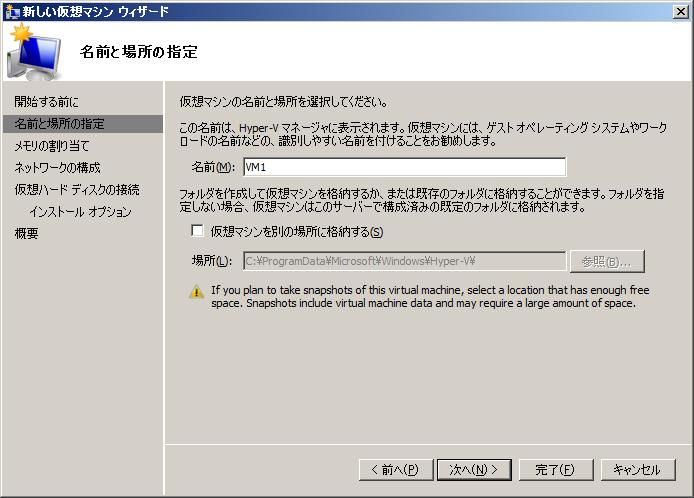 新しい仮想マシン ウィザード
名前と場所の指定
開始する前に
名前と場所の指定
メモリの割り当て
ネットワークの構成
仮想ハード ディスクの接続
インストール オプション
概要
仮想マシンの名前と場所を選択してください。
この名前は、Hyper-V マネージャに表示されます。仮想マシンには、ゲスト オペレーティング システムやワーク
ロードの名前などの、識別しやすい名前を付けることをお勧めします。
名前(M): VM1
フォルダを作成して仮想マシンを格納するか、または既存のフォルダに格納することができます。フォルダを指
定しない場合、仮想マシンはこのサーバーで構成済みの既定のフォルダに格納されます。
仮想マシンを別の場所に格納する(S)
場所(L): C:¥ProgramData¥Microsoft¥Windows¥Hyper-V¥ 参照(B)...
If you plan to take snapshots of this virtual machine, select a location that has enough free
space. Snapshots include virtual machine data and may require a large amount of space.
< 前へ(P) 次へ(N) > 完了(F) キャンセル